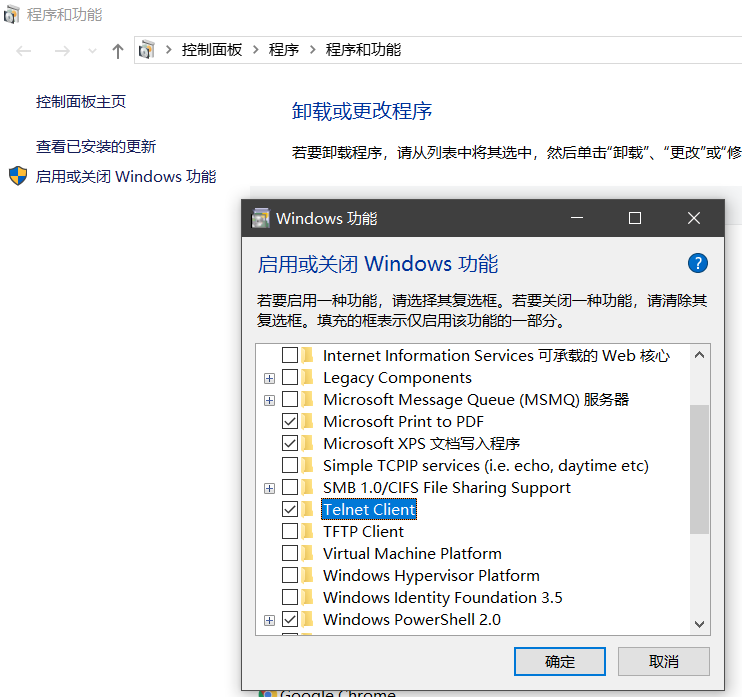 程序和功能
控制面板 程序 程序和功能
控制面板主页
卸载或更改程序
查看已安装的更新
若要卸载程序，请从列表中将其选中，然后单击“卸载”、“更改”或“修
启用或关闭 Windows 功能
Windows 功能
启用或关闭 Windows 功能
?
若要启用一种功能，请选择其复选框。若要关闭一种功能，请清除其
复选框。填充的框表示仅启用该功能的一部分。
Internet Information Services 可承载的 Web 核心
Legacy Components
Microsoft Message Queue (MSMQ) 服务器
Microsoft Print to PDF
Microsoft XPS 文档写入程序
Simple TCPIP services (i.e. echo, daytime etc)
SMB 1.0/CIFS File Sharing Support
Telnet Client
TFTP Client
Virtual Machine Platform
Windows Hypervisor Platform
Windows Identity Foundation 3.5
Windows PowerShell 2.0
确定
取消
Google Chrome